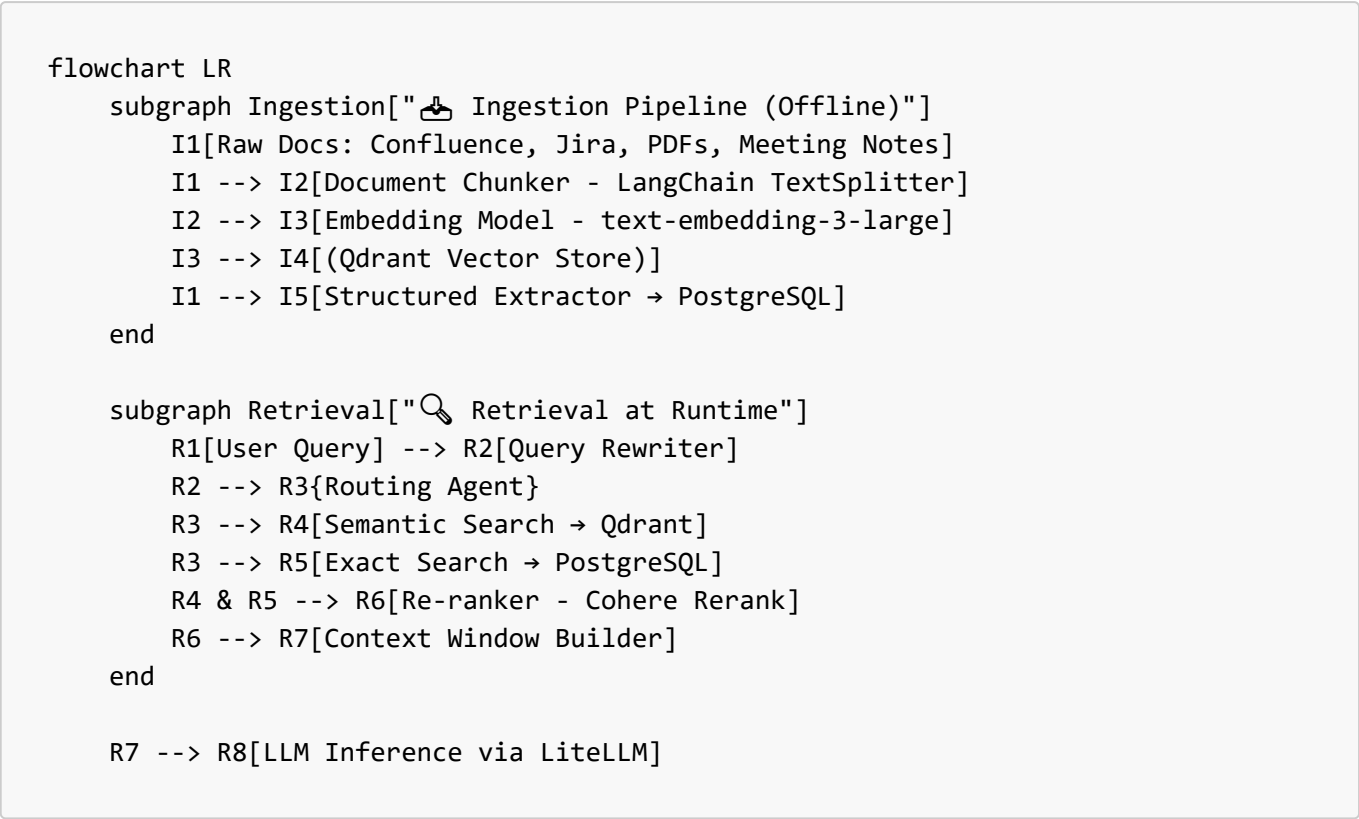 flowchart LR
    subgraph Ingestion["📥 Ingestion Pipeline (Offline)"]
        I1[Raw Docs: Confluence, Jira, PDFs, Meeting Notes]
        I1 --> I2[Document Chunker - LangChain TextSplitter]
        I2 --> I3[Embedding Model - text-embedding-3-large]
        I3 --> I4[(Qdrant Vector Store)]
        I1 --> I5[Structured Extractor → PostgreSQL]
    end

    subgraph Retrieval["🔍 Retrieval at Runtime"]
        R1[User Query] --> R2[Query Rewriter]
        R2 --> R3{Routing Agent}
        R3 --> R4[Semantic Search → Qdrant]
        R3 --> R5[Exact Search → PostgreSQL]
        R4 & R5 --> R6[Re-ranker - Cohere Rerank]
        R6 --> R7[Context Window Builder]
    end

    R7 --> R8[LLM Inference via LiteLLM]